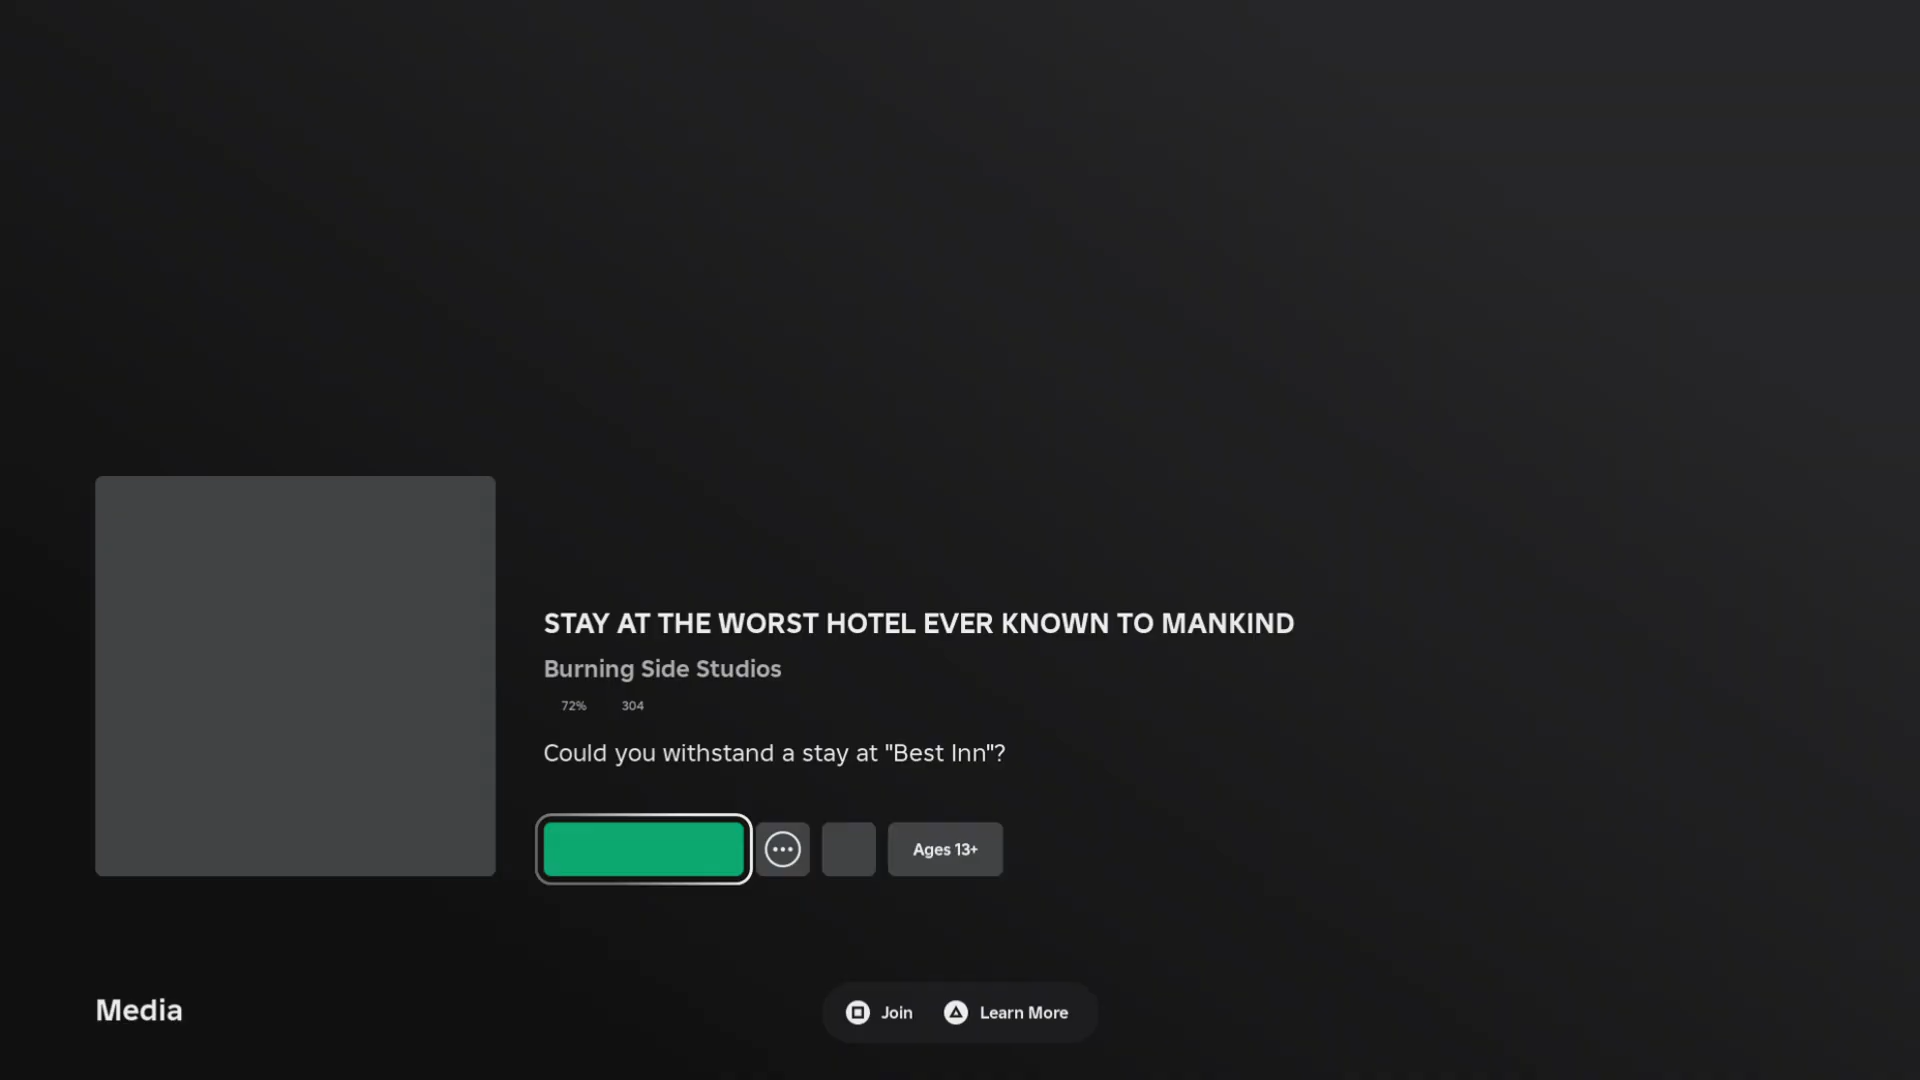 STAY AT THE WORST HOTEL EVER KNOWN TO MANKIND
Burning Side Studios
72% 304
Could you withstand a stay at "Best Inn"?
Ages 13+
Media
Join Learn More